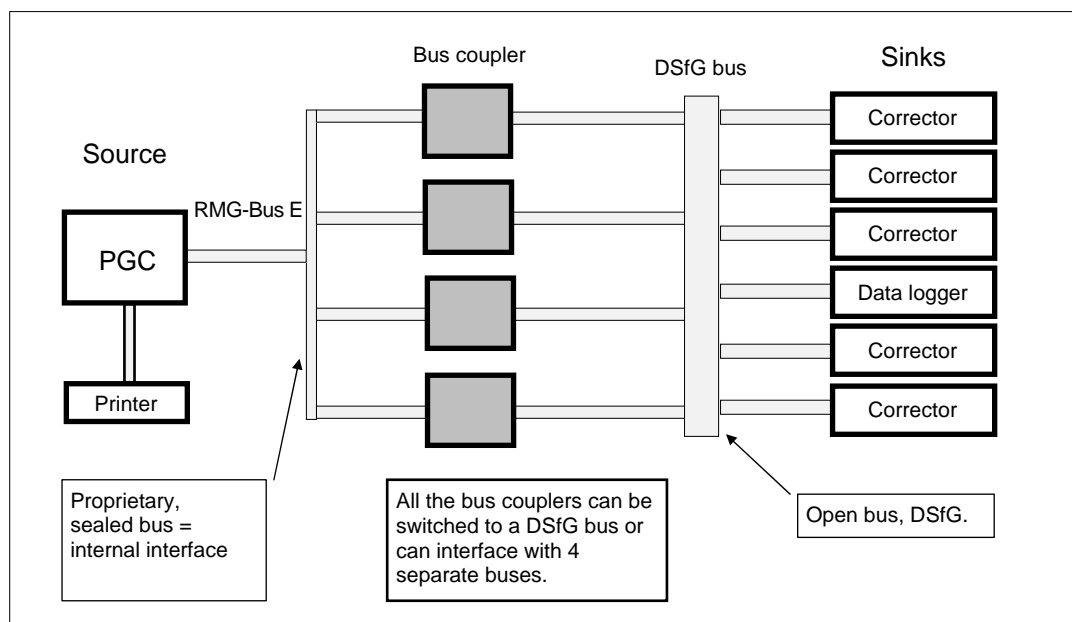 Bus coupler
DSfG bus
Sinks
Source
RMG-Bus E
PGC
Printer
Corrector
Corrector
Corrector
Data logger
Corrector
Corrector
Proprietary,
sealed bus =
internal interface
All the bus couplers can be
switched to a DSfG bus or
can interface with 4
separate buses.
Open bus, DSfG.